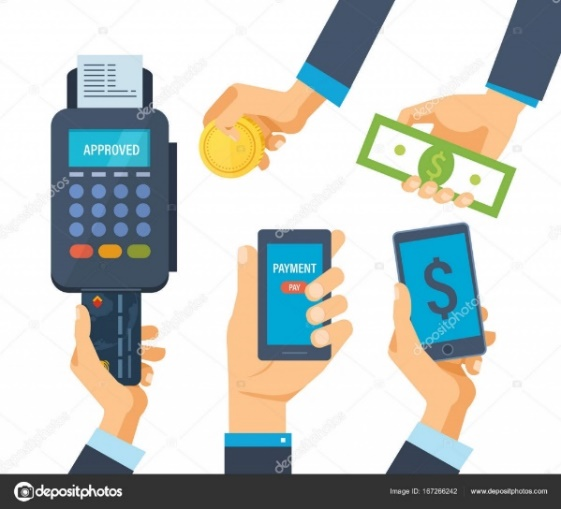 APPROVED
$
PAYMENT
PAY
$
depositphotos
Image ID: 167266242 www.depositphotos.com